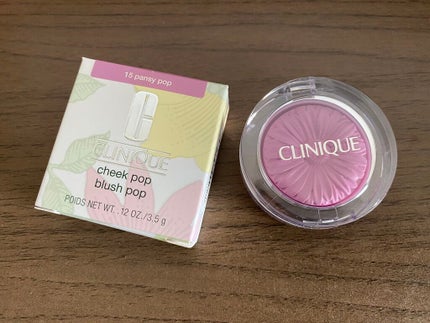 15 pansy pop
CLINIQUE
cheek pop
blush pop
POIDS NET WT. .12 OZ./3.5 g
CLINIQUE